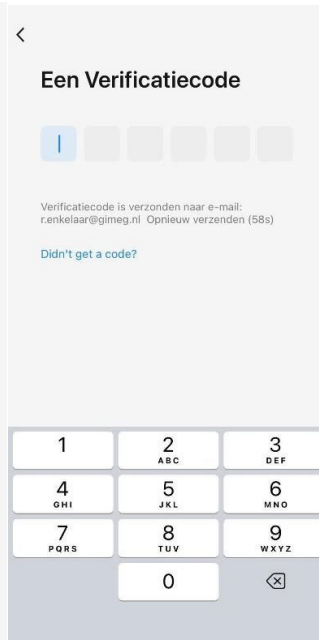 Een Verificatiecode
Verificatiecode is verzonden naar e-mail:
r.enkelaar@gimeg.nl Opnieuw verzenden (58s)
Didn't get a code?
1 2 3
ABC DEF
4 5 6
GHI JKL MNO
7 8 9
PQRS TUV WXYZ
0